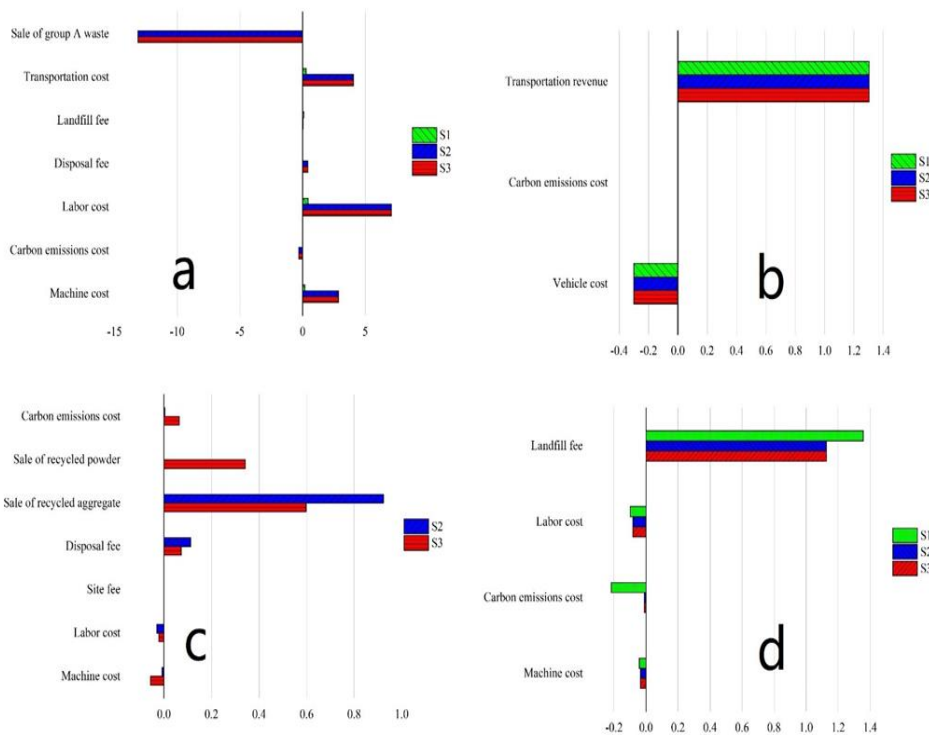 Sale of group A waste
Transportation cost
Landfill fee
Disposal fee
Labor cost
Carbon emissions cost
Machine cost
-15 -10 -5 0 5
S1
S2
S3
a
Transportation revenue
Carbon emissions cost
Vehicle cost
-0.4 -0.2 0.0 0.2 0.4 0.6 0.8 1.0 1.2 1.4
S1
S2
S3
b
Carbon emissions cost
Sale of recycled powder
Sale of recycled aggregate
Disposal fee
Site fee
Labor cost
Machine cost
0.0 0.2 0.4 0.6 0.8 1.0
S2
S3
c
Landfill fee
Labor cost
Carbon emissions cost
Machine cost
-0.2 0.0 0.2 0.4 0.6 0.8 1.0 1.2 1.4
S1
S2
S3
d